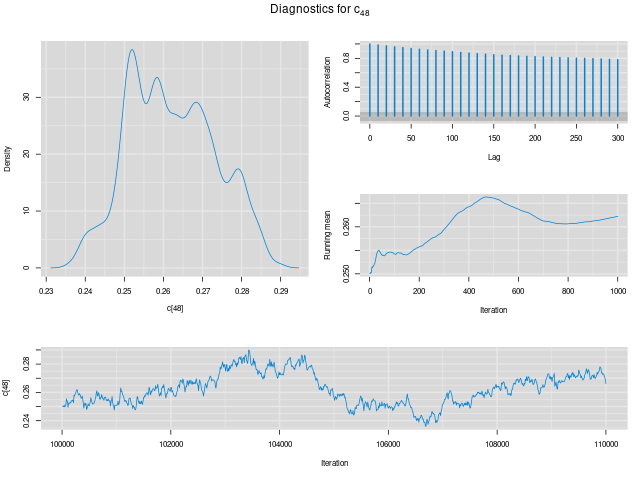 Diagnostics for c48
Density
30
20
10
0
0.23 0.24 0.25 0.26 0.27 0.28 0.29
c[48]
Autocorrelation
0.8
0.4
0.0
0 50 100 150 200 250 300
Lag
Running mean
0.260
0.250
0 200 400 600 800 1000
Iteration
c[48]
0.28
0.26
0.24
100000 102000 104000 106000 108000 110000
Iteration